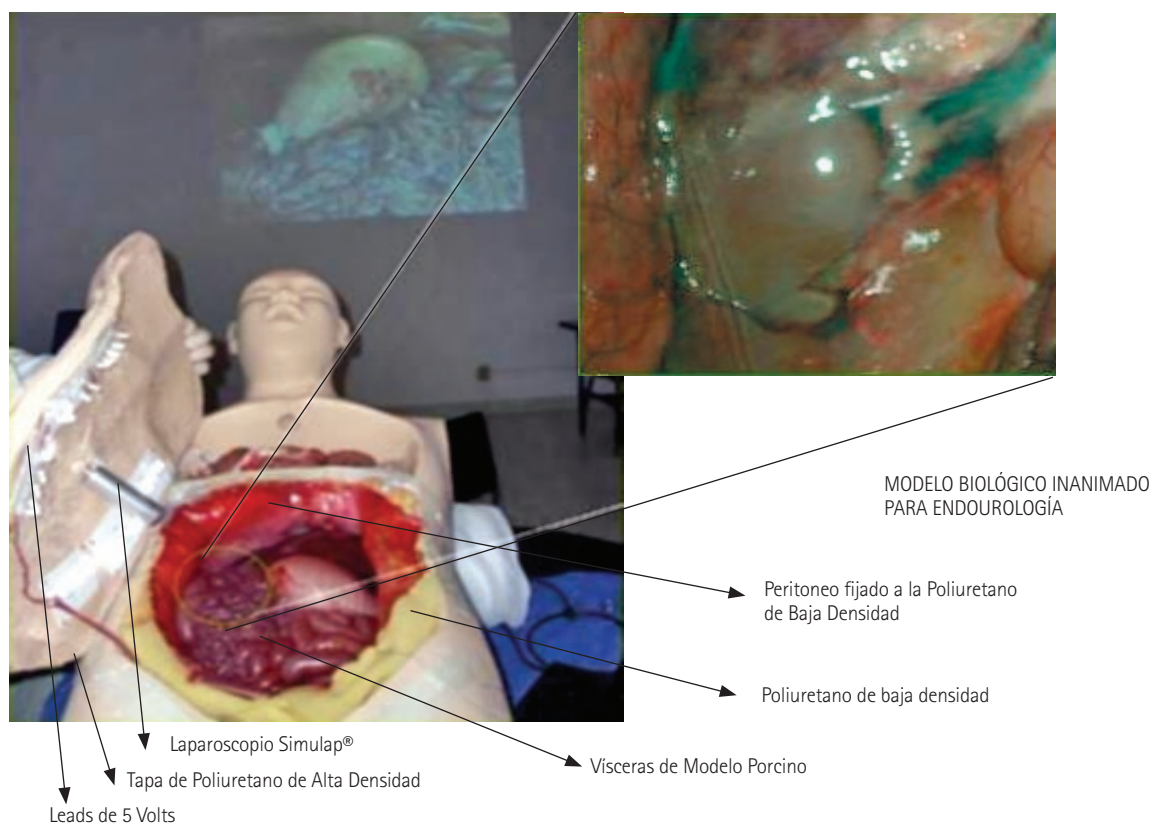 MODELO BIOLÓGICO INANIMADO
PARA ENDOUROLOGÍA
Peritoneo fijado a la Poliuretano
de Baja Densidad
Poliuretano de baja densidad
Laparoscopio Simulap®
Vísceras de Modelo Porcino
Tapa de Poliuretano de Alta Densidad
Leads de 5 Volts